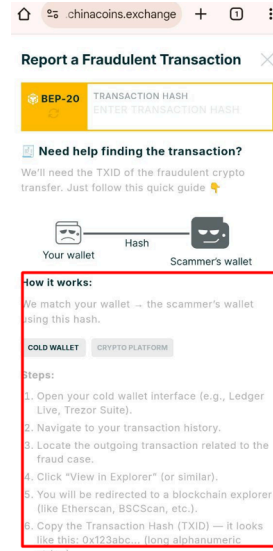 .chinacoins.exchange
1
Report a Fraudulent Transaction
BEP-20
TRANSACTION HASH
ENTER TRANSACTION HASH
Need help finding the transaction?
We'll need the TXID of the fraudulent crypto
transfer. Just follow this quick guide 👇
Hash
Your wallet
Scammer's wallet
How it works:
We match your wallet → the scammer's wallet
using this hash.
COLD WALLET
CRYPTO PLATFORM
Steps:
1. Open your cold wallet interface (e.g., Ledger
Live, Trezor Suite).
2. Navigate to your transaction history.
3. Locate the outgoing transaction related to the
fraud case.
4. Click "View in Explorer" (or similar).
5. You will be redirected to a blockchain explorer
(like Etherscan, BSCScan, etc.).
6. Copy the Transaction Hash (TXID) — it looks
like this: 0x123abc... (long alphanumeric